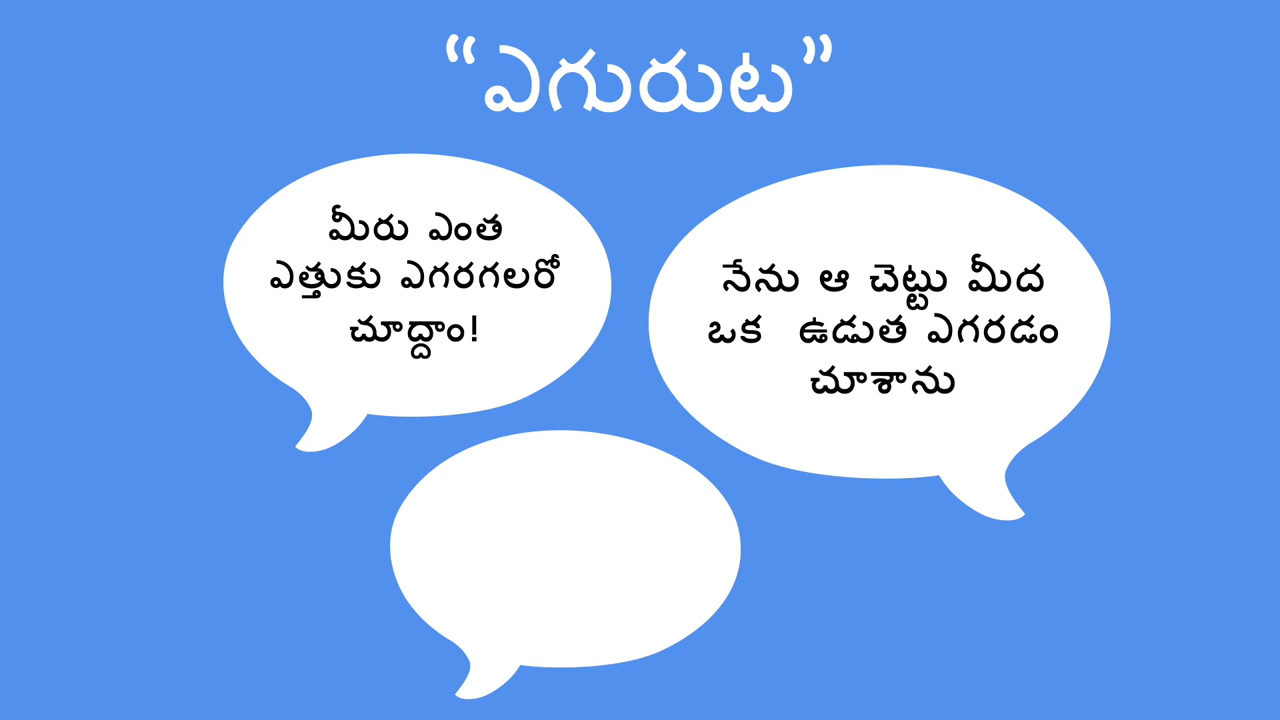 “ఎగురుట”
మీరు ఎంత
ఎత్తుకు ఎగరగలరో
చూద్దాం!
నేను ఆ చెట్టు మీద
ఒక ఉడుత ఎగరడం
చూశాను